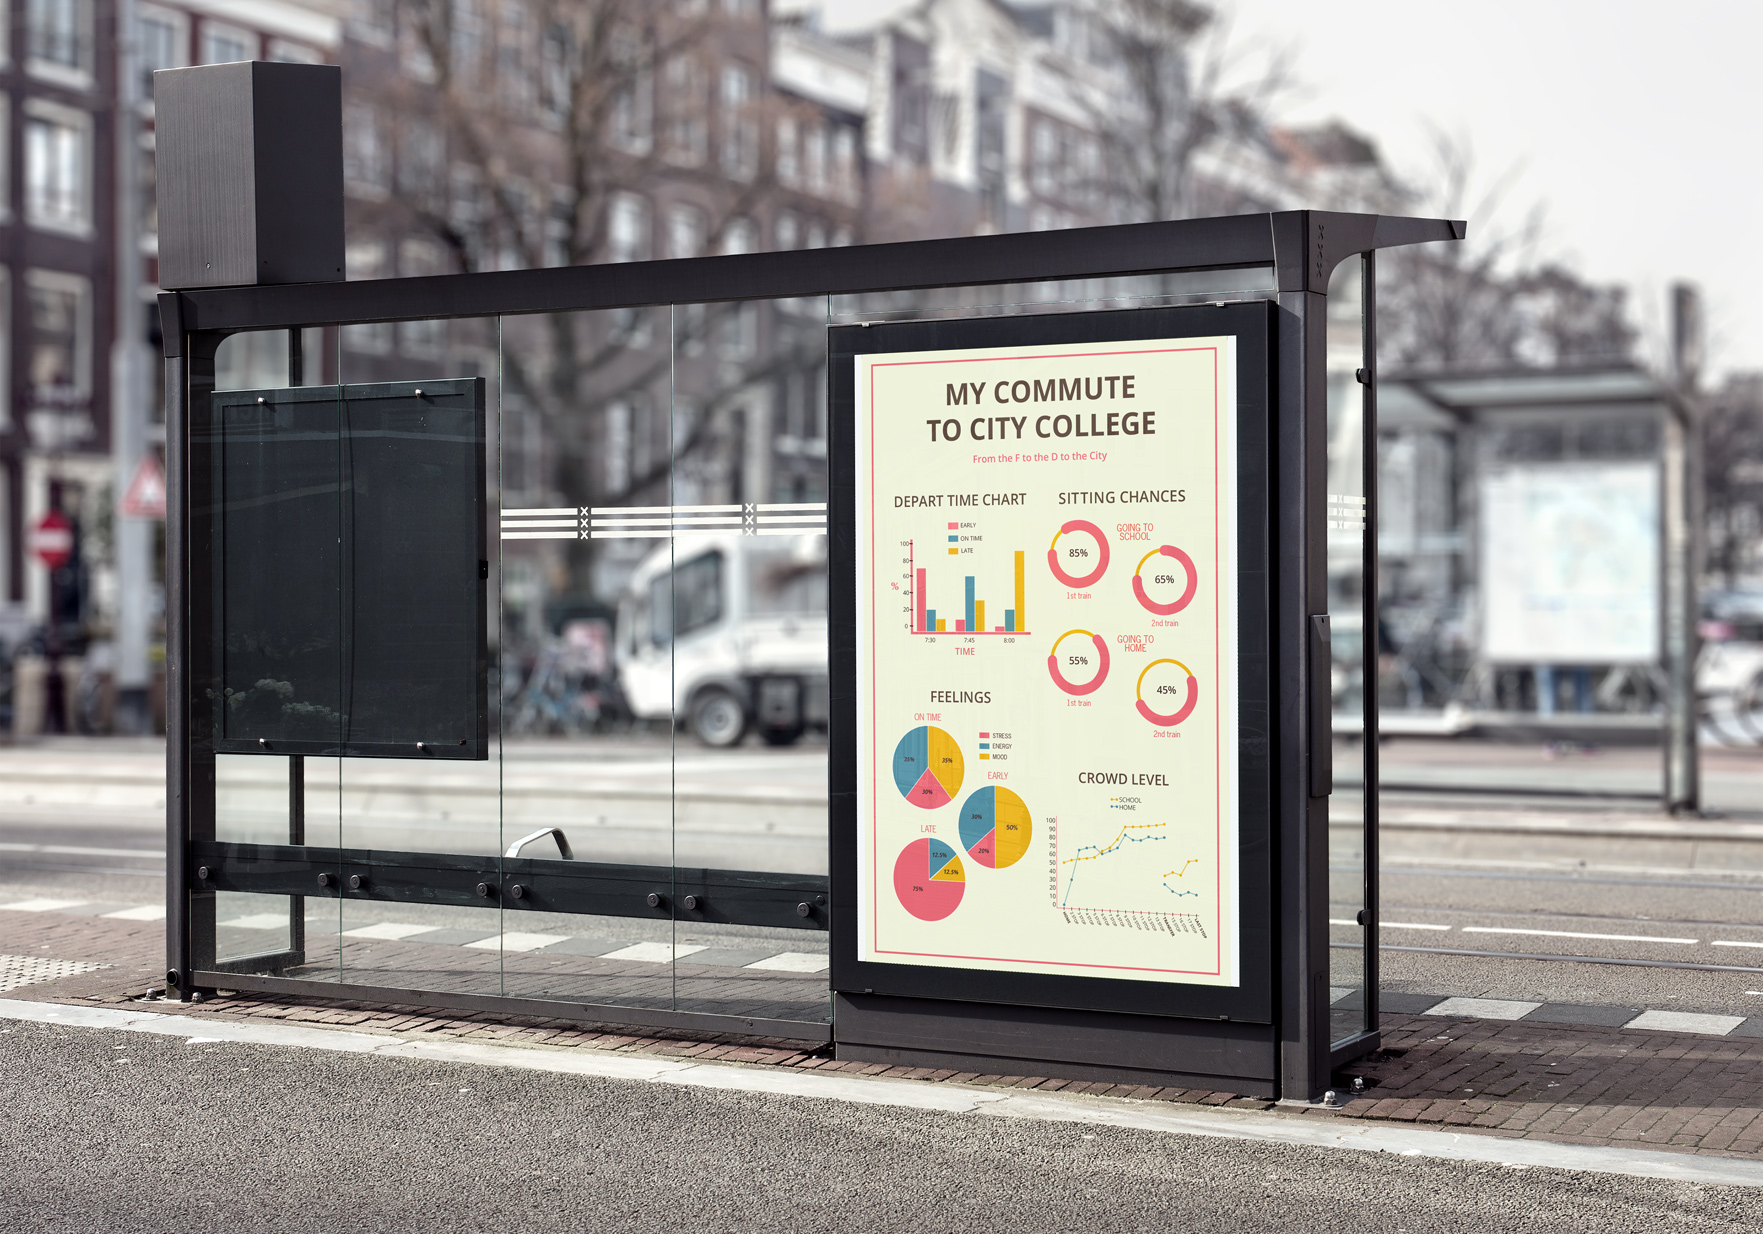 MY COMMUTE
TO CITY COLLEGE
From the F to the D to the City
DEPART TIME CHART
EARLY
ON TIME
LATE
%
100
80
60
40
20
0
7:30 7:45 8:00
TIME
SITTING CHANCES
GOING TO
SCHOOL
85%
1st train
65%
2nd train
GOING TO
HOME
55%
1st train
45%
2nd train
FEELINGS
ON TIME
STRESS
ENERGY
MOOD
35% 35%
30%
EARLY
30% 50%
20%
LATE
12.5%
12.5%
75%
CROWD LEVEL
SCHOOL
HOME
100
90
80
70
60
50
40
30
20
10
0